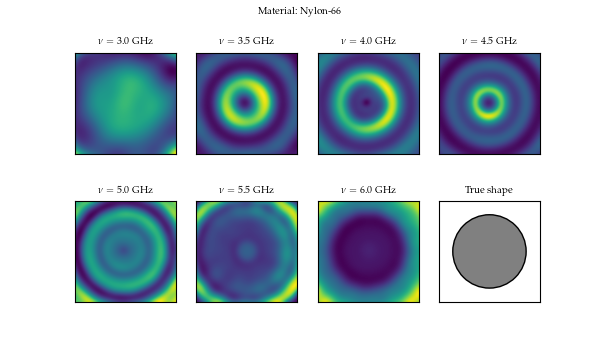 Material: Nylon-66
ν = 3.0 GHz
ν = 3.5 GHz
ν = 4.0 GHz
ν = 4.5 GHz
ν = 5.0 GHz
ν = 5.5 GHz
ν = 6.0 GHz
True shape